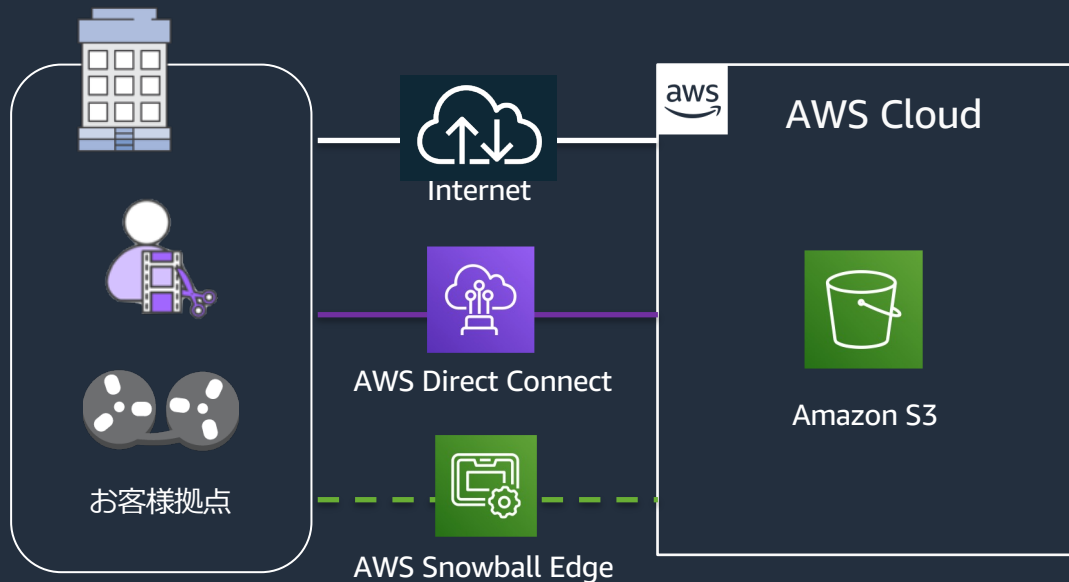 aws
AWS Cloud
Internet
AWS Direct Connect
Amazon S3
お客様拠点
AWS Snowball Edge